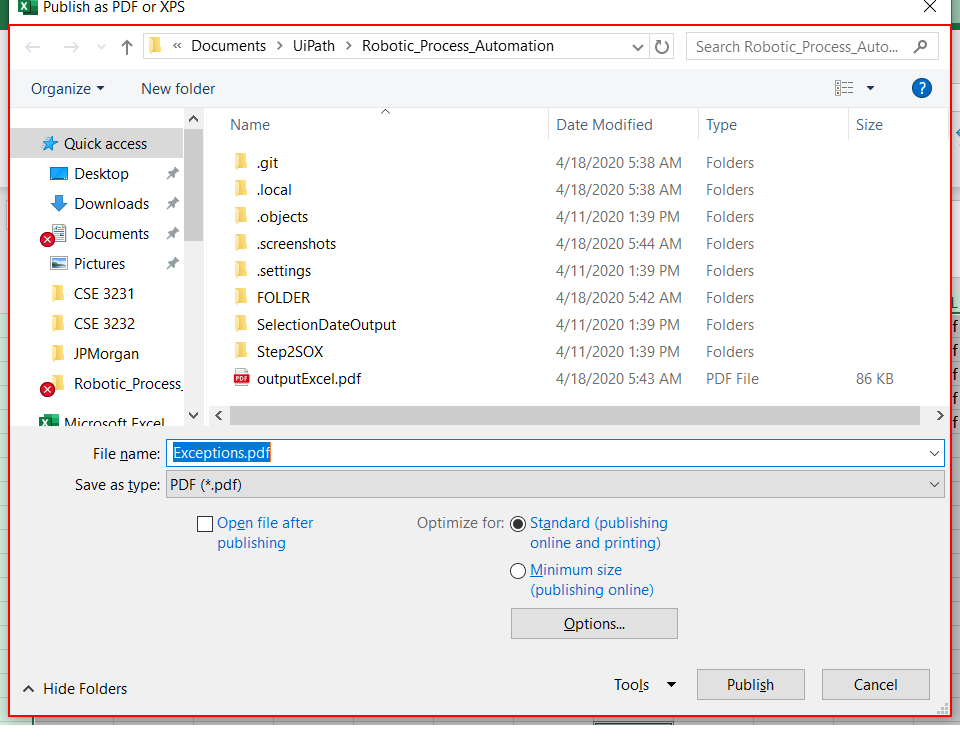 Publish as PDF or XPS
« Documents > UiPath > Robotic_Process_Automation
Search Robotic_Process_Auto...
Organize
New folder
?
Name
Date Modified
Type
Size
Quick access
Desktop
Downloads
Documents
Pictures
CSE 3231
CSE 3232
JPMorgan
Robotic_Process_
Microsoft Excel
.git 4/18/2020 5:38 AM Folders
.local 4/18/2020 5:38 AM Folders
.objects 4/11/2020 1:39 PM Folders
.screenshots 4/18/2020 5:44 AM Folders
.settings 4/11/2020 1:39 PM Folders
FOLDER 4/18/2020 5:42 AM Folders
SelectionDateOutput 4/11/2020 1:39 PM Folders
Step2SOX 4/11/2020 1:39 PM Folders
PDF outputExcel.pdf 4/18/2020 5:43 AM PDF File 86 KB
File name: Exceptions.pdf
Save as type: PDF (*.pdf)
Open file after
publishing
Optimize for:
Standard (publishing
online and printing)
Minimum size
(publishing online)
Options...
Hide Folders
Tools
Publish
Cancel
L
f
f
f
f
f